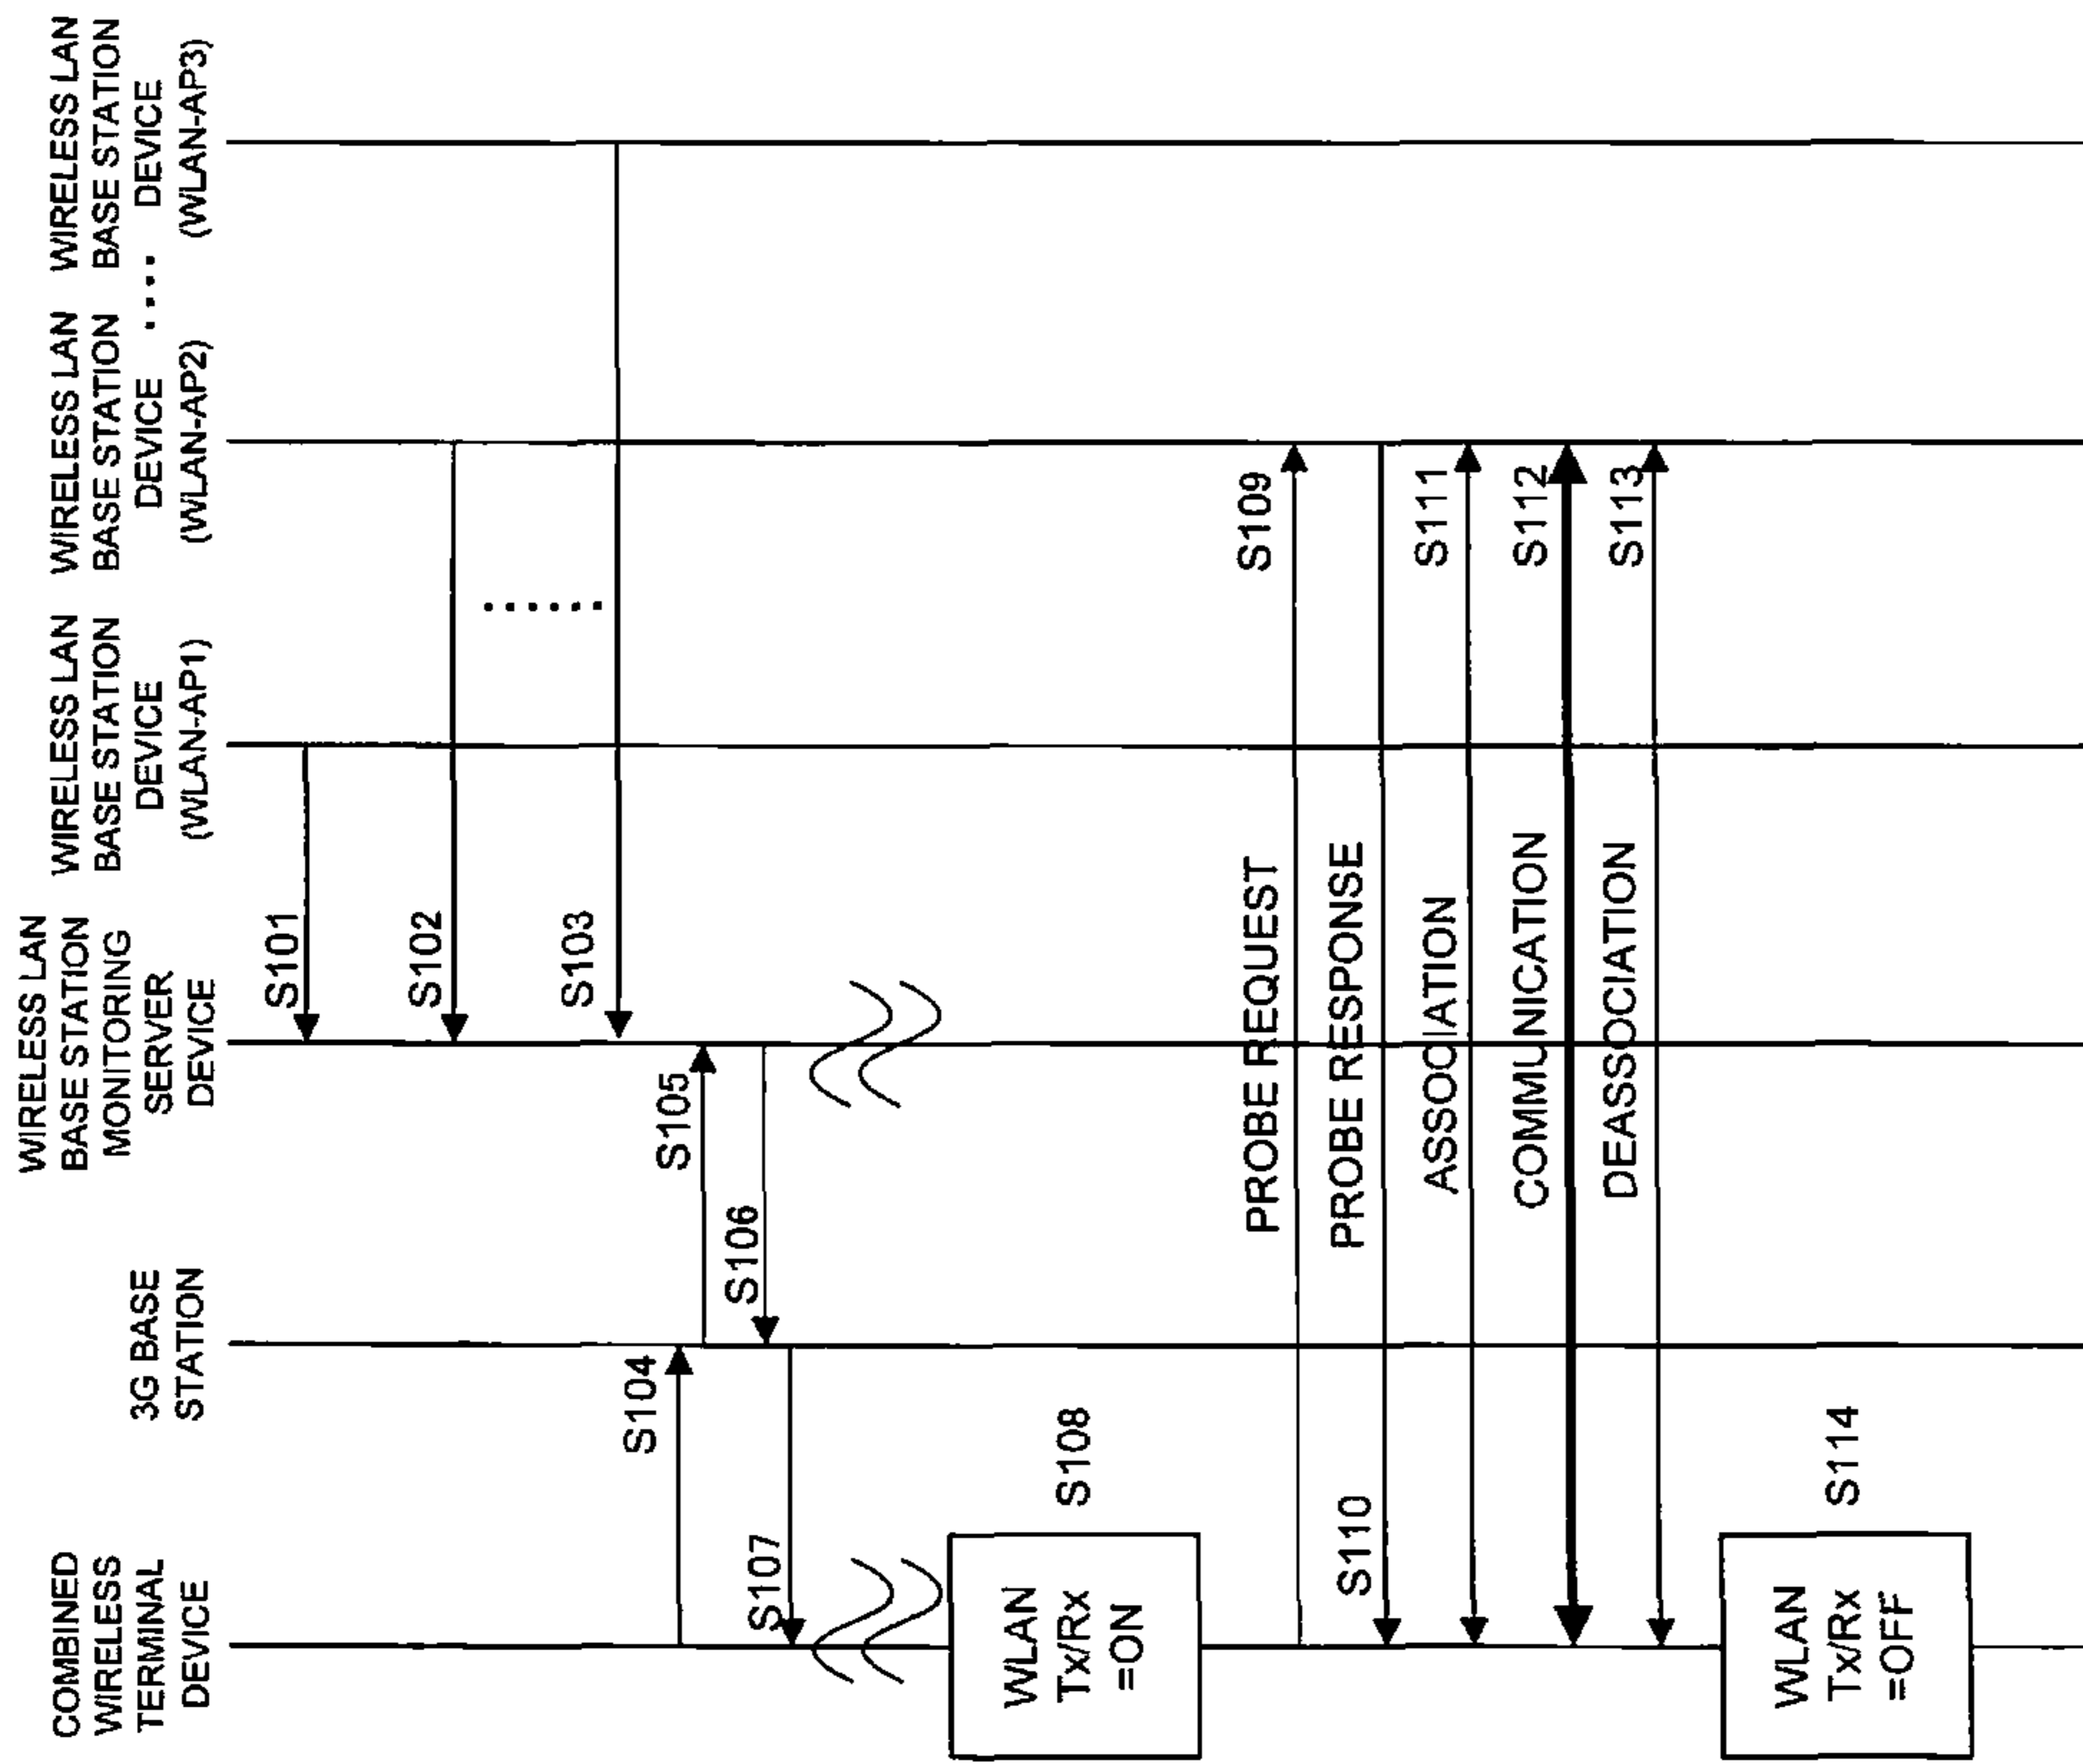 COMBINED
WIRELESS
TERMINAL
DEVICE
3G BASE
STATION
WIRELESS LAN
BASE STATION
MONITORING
SERVER
DEVICE
WIRELESS LAN
BASE STATION
DEVICE
(WLAN-AP1)
WIRELESS LAN
BASE STATION
DEVICE
(WLAN-AP2)
....
WIRELESS LAN
BASE STATION
DEVICE
(WLAN-AP3)
S101
S102
......
S103
S104
S105
S106
S107
WLAN
Tx/Rx
=ON
S108
PROBE REQUEST
S109
S110
PROBE RESPONSE
ASSOCIATION
S111
COMMUNICATION
S112
DEASSOCIATION
S113
WLAN
Tx/Rx
=OFF
S114